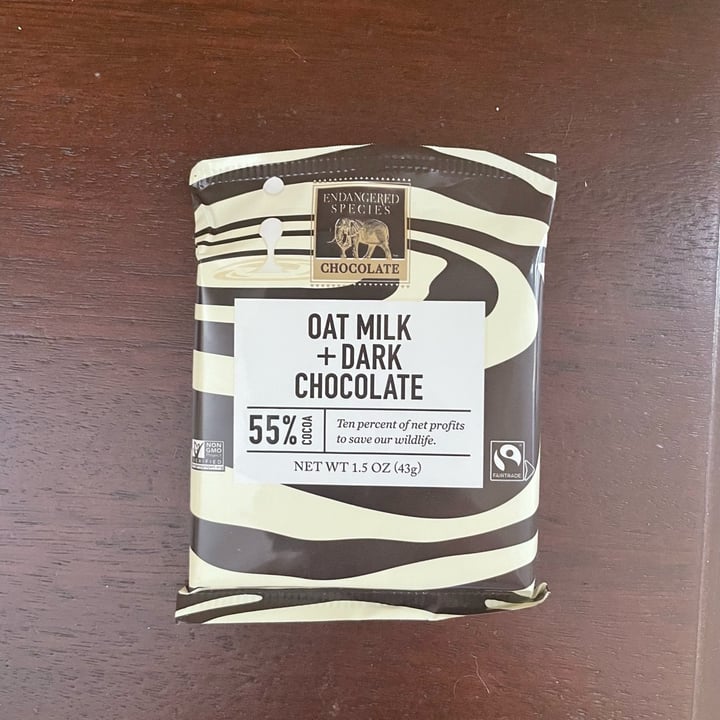 ENDANGERED
SPECIES
CHOCOLATE
OAT MILK
+ DARK
CHOCOLATE
55% COCOA
Ten percent of net profits
to save our wildlife.
NON
GMO
VERIFIED
FAIRTRADE
NET WT 1.5 OZ (43g)